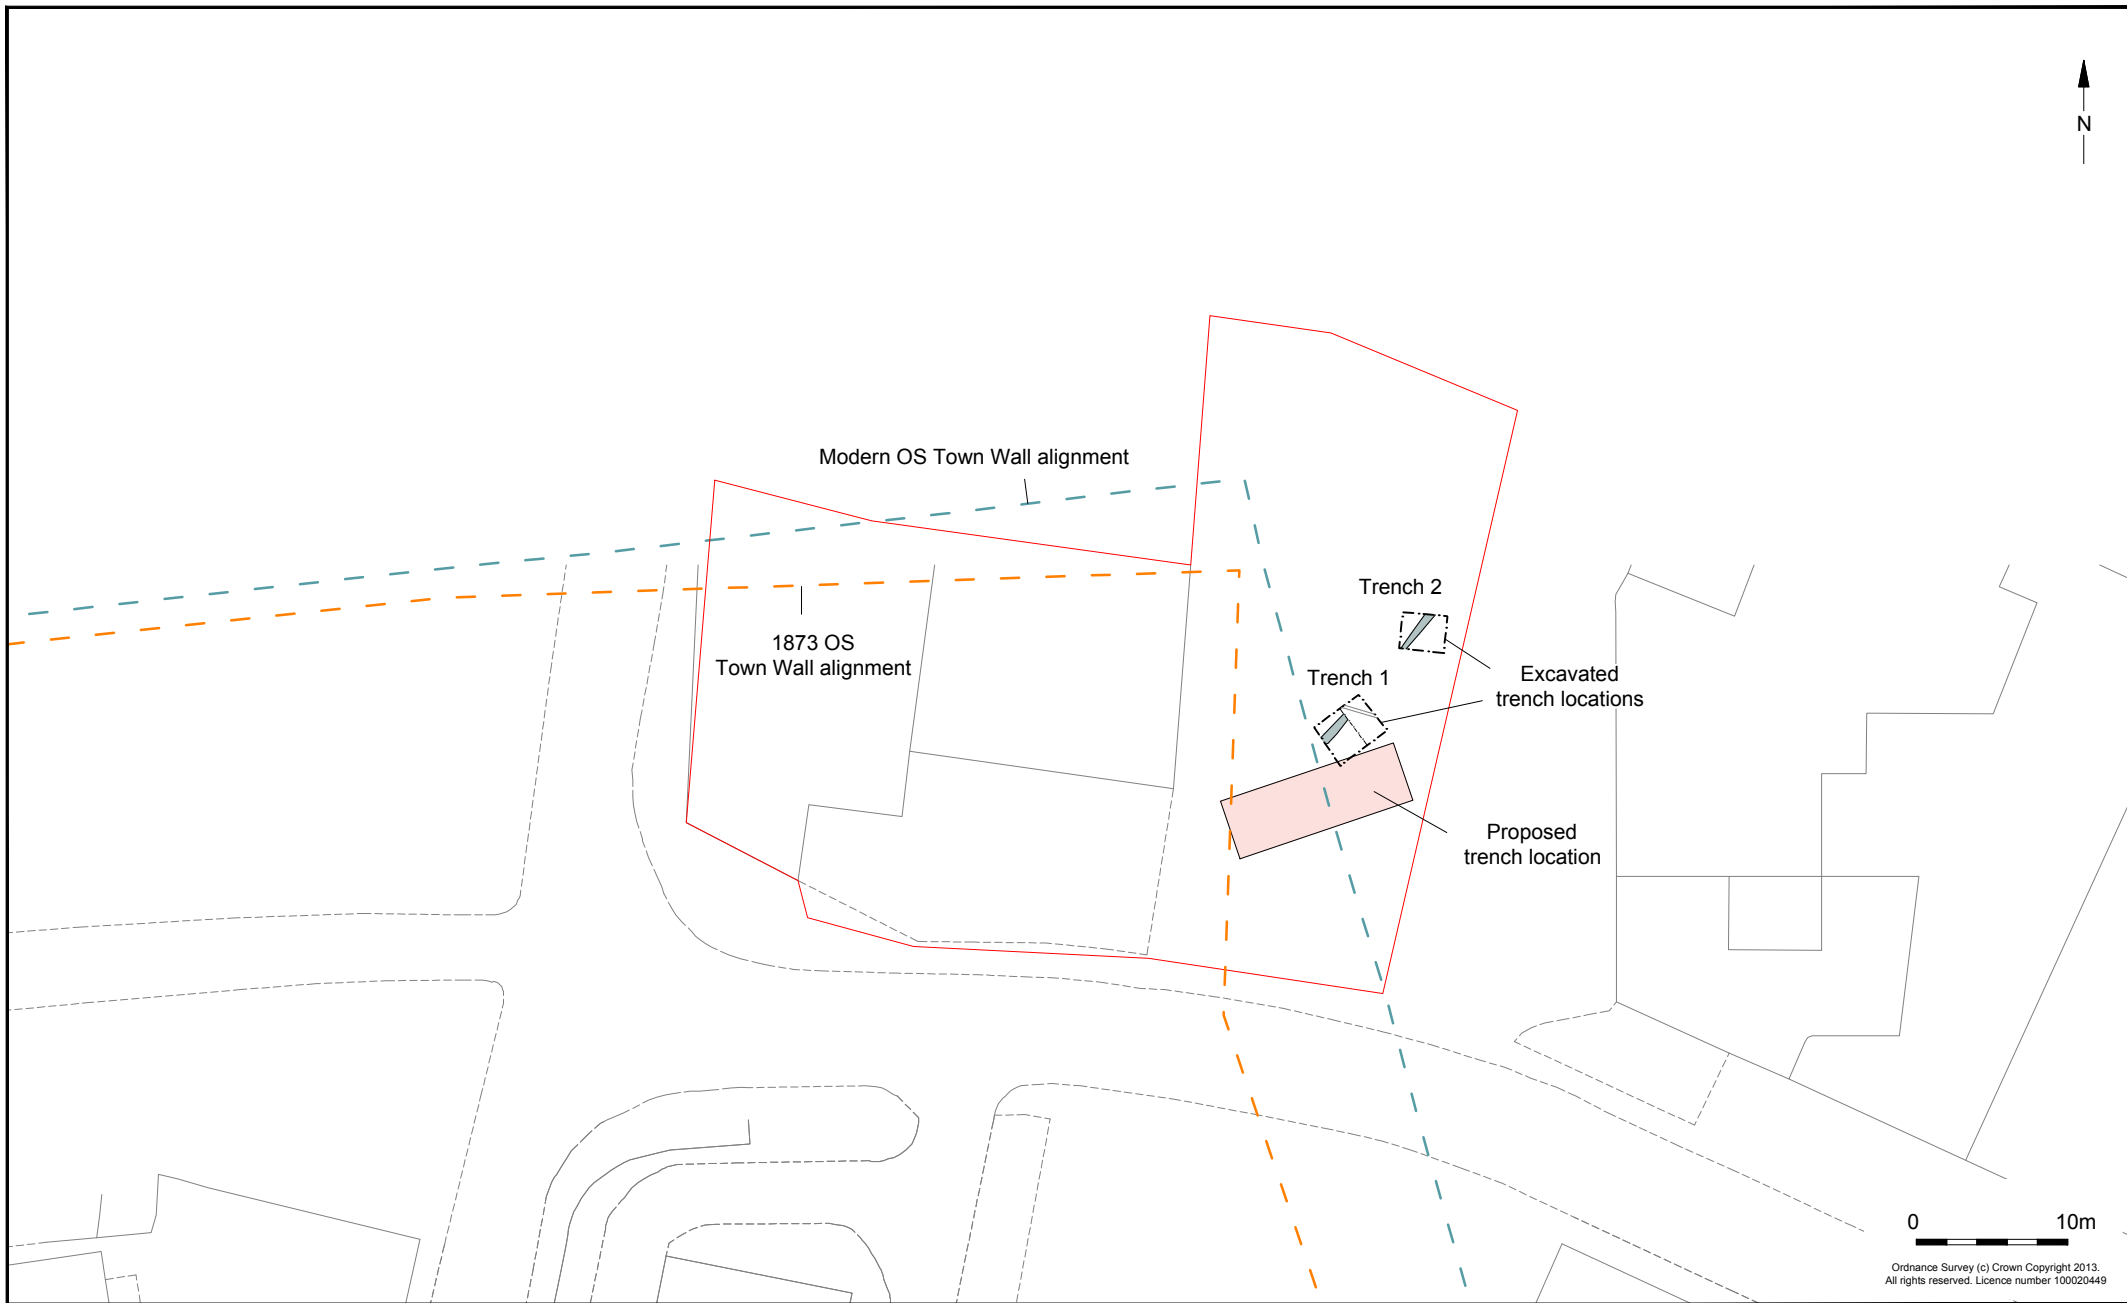 N
Modern OS Town Wall alignment
1873 OS
Town Wall alignment
Trench 2
Trench 1
Excavated
trench locations
Proposed
trench location
0 10m
Ordnance Survey (c) Crown Copyright 2013.
All rights reserved. Licence number 100020449